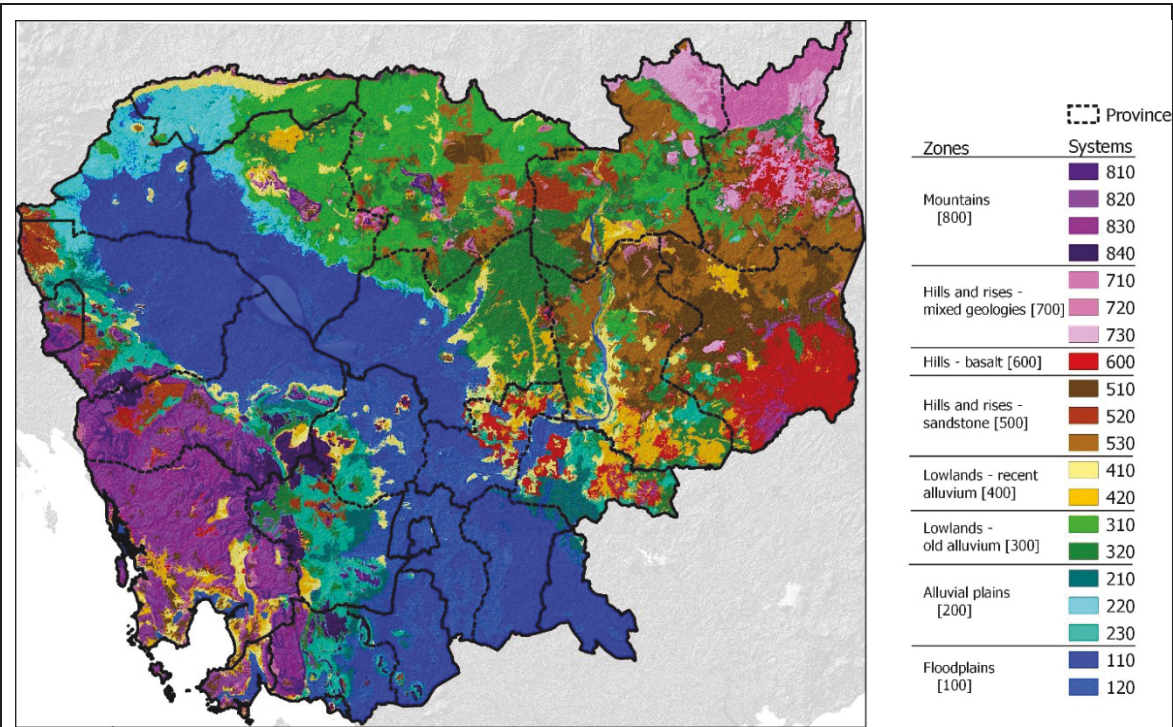 Province
Zones Systems
810
Mountains 820
[800] 830
840
710
Hills and rises - 720
mixed geologies [700]
730
Hills - basalt [600] 600
510
Hills and rises - 520
sandstone [500]
530
Lowlands - recent 410
alluvium [400] 420
Lowlands - 310
old alluvium [300] 320
210
Alluvial plains 220
[200]
230
Floodplains 110
[100] 120